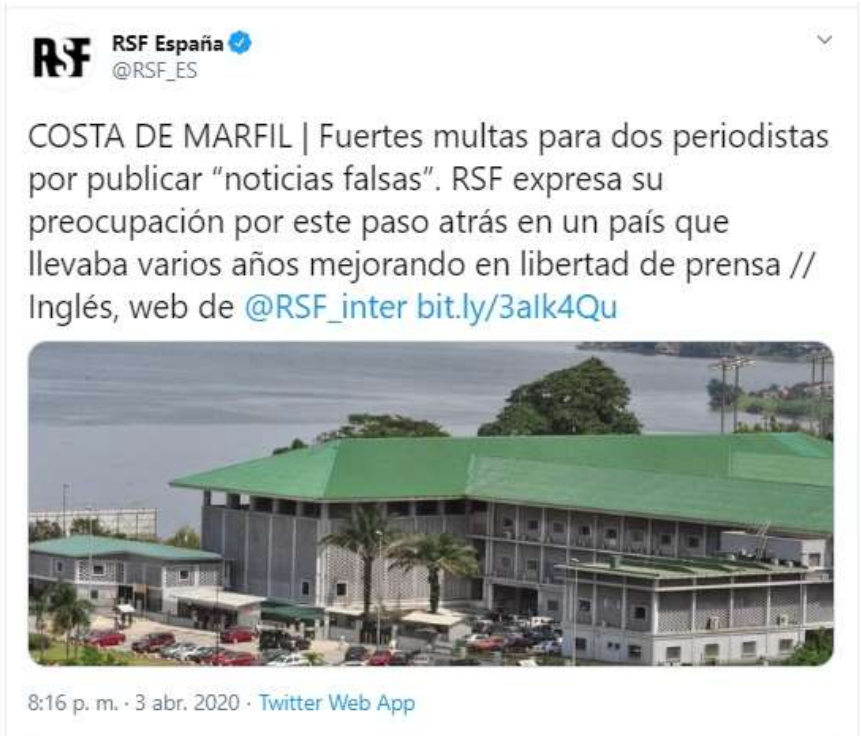 RSF
RSF España
@RSF_ES
COSTA DE MARFIL | Fuertes multas para dos periodistas
por publicar “noticias falsas”. RSF expresa su
preocupación por este paso atrás en un país que
llevaba varios años mejorando en libertad de prensa //
Inglés, web de @RSF_inter bit.ly/3alk4Qu
8:16 p. m. · 3 abr. 2020 · Twitter Web App